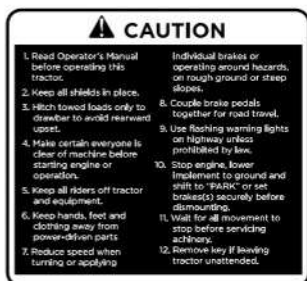 CAUTION
1. Read Operator's Manual
before operating this
tractor.
2. Keep all shields in place.
3. Hitch towed loads only to
drawber to avoid rearward
upset.
4. Make certain everyone is
clear of machine before
starting engine or
operation.
5. Keep all riders off tractor
and equipment.
6. Keep hands, feet and
clothing away from
power-driven parts
7. Reduce speed when
turning or applying
individual brakes or
operating around hazards,
on rough ground or steep
slopes.
8. Couple brake pedals
together for road travel.
9. Use flashing warning lights
on highway unless
prohibited by law.
10. Stop engine, lower
implement to ground and
shift to "PARK" or set
brakes(s) securely before
dismounting.
11. Wait for all movement to
stop before servicing
achinery.
12. Remove key if leaving
tractor unattended.